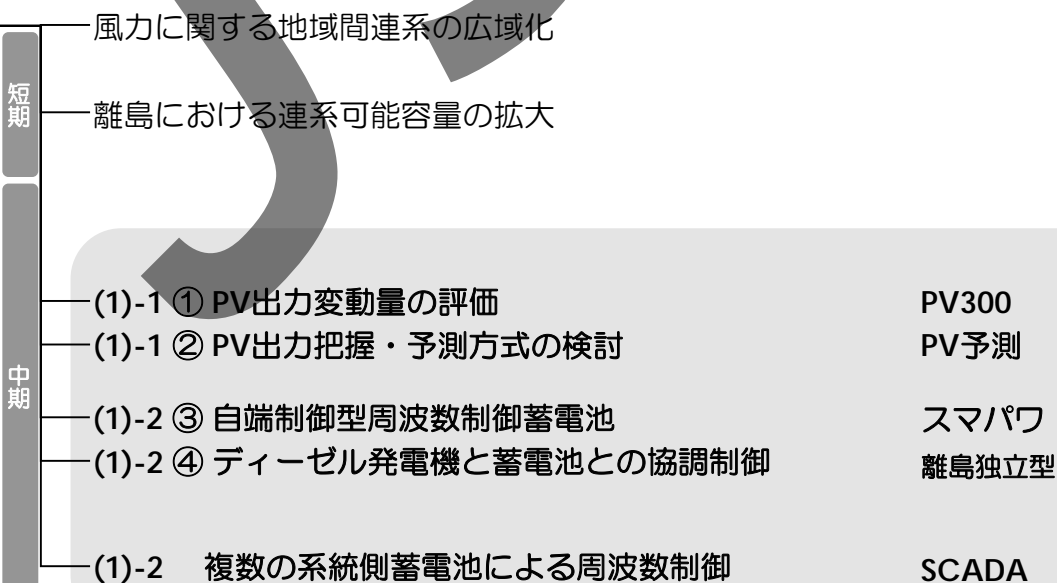 風力に関する地域間連系の広域化
短期
離島における連系可能容量の拡大
中期
(1)-1 ① PV出力変動量の評価 PV300
(1)-1 ② PV出力把握・予測方式の検討 PV予測
(1)-2 ③ 自端制御型周波数制御蓄電池 スマパワ
(1)-2 ④ ディーゼル発電機と蓄電池との協調制御 離島独立型
(1)-2 複数の系統側蓄電池による周波数制御 SCADA